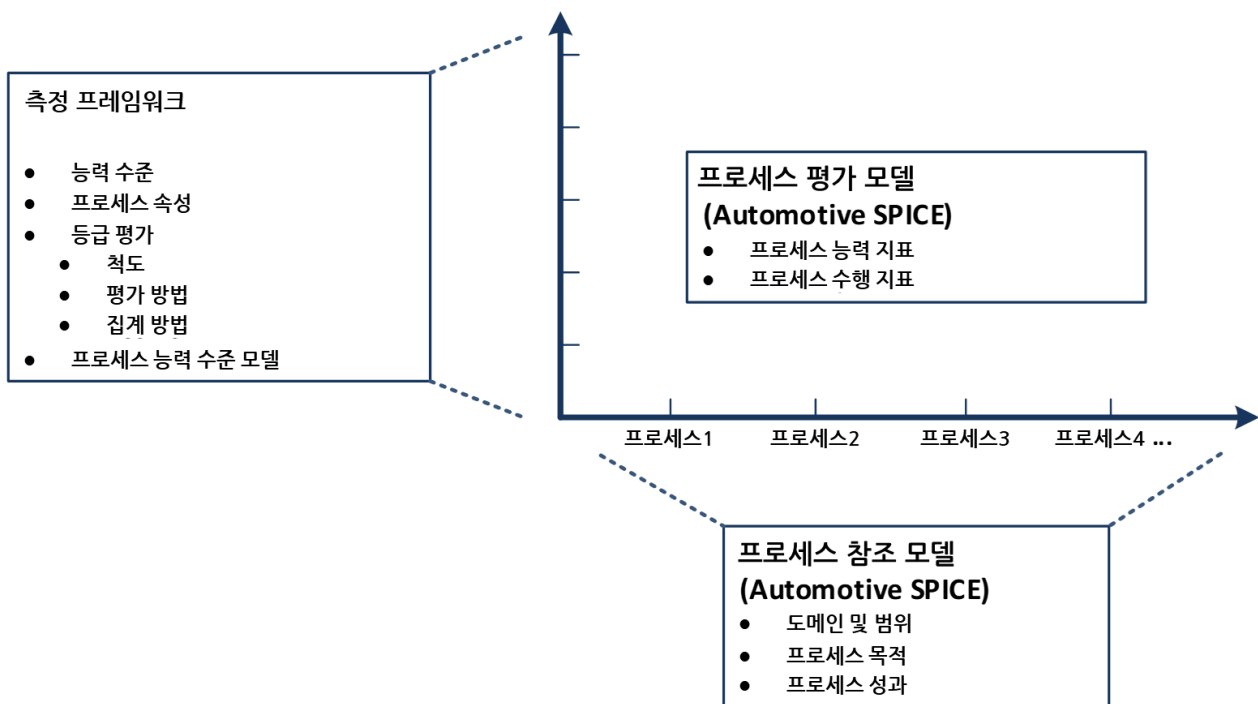 측정 프레임워크
● 능력 수준
● 프로세스 속성
● 등급 평가
● 척도
● 평가 방법
● 집계 방법
● 프로세스 능력 수준 모델
프로세스 평가 모델
(Automotive SPICE)
● 프로세스 능력 지표
● 프로세스 수행 지표
프로세스1 프로세스2 프로세스3 프로세스4 ...
프로세스 참조 모델
(Automotive SPICE)
● 도메인 및 범위
● 프로세스 목적
● 프로세스 성과